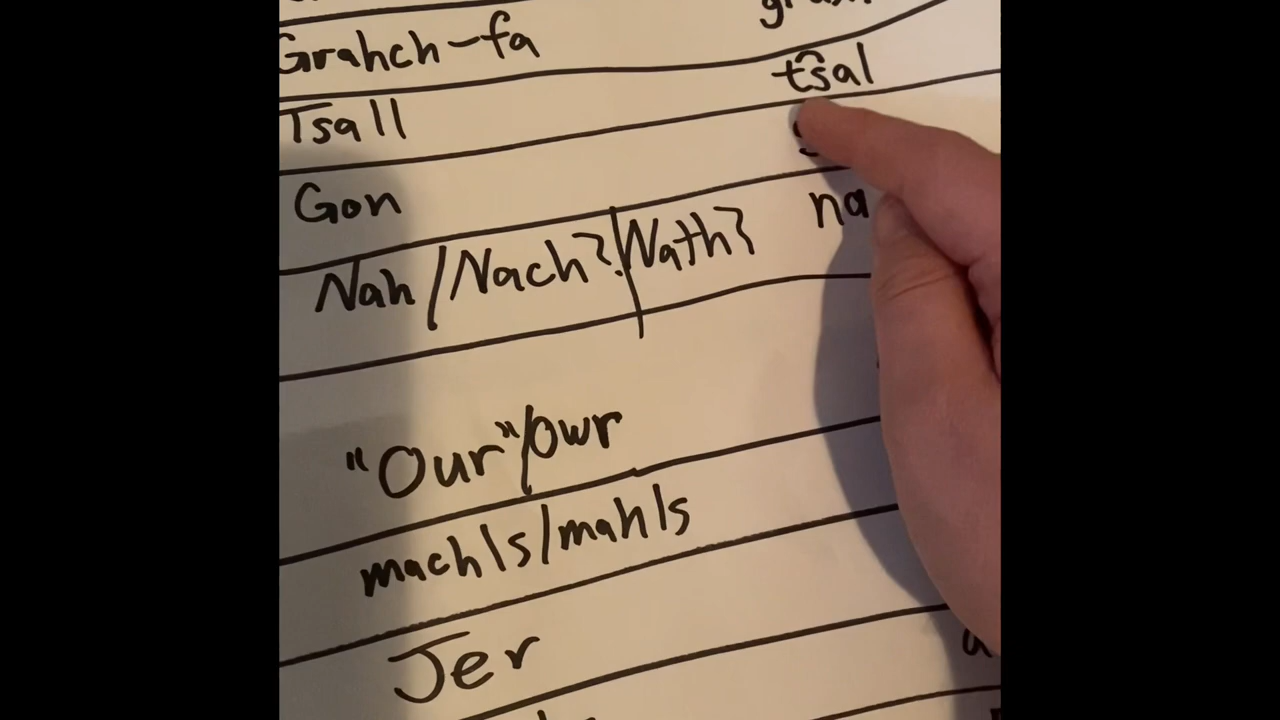 Grahch-fa
Tsall t͡sal
Gon
Nah/Nach?/Nath? na
"Our"/Owr
machls/mahls
Jer